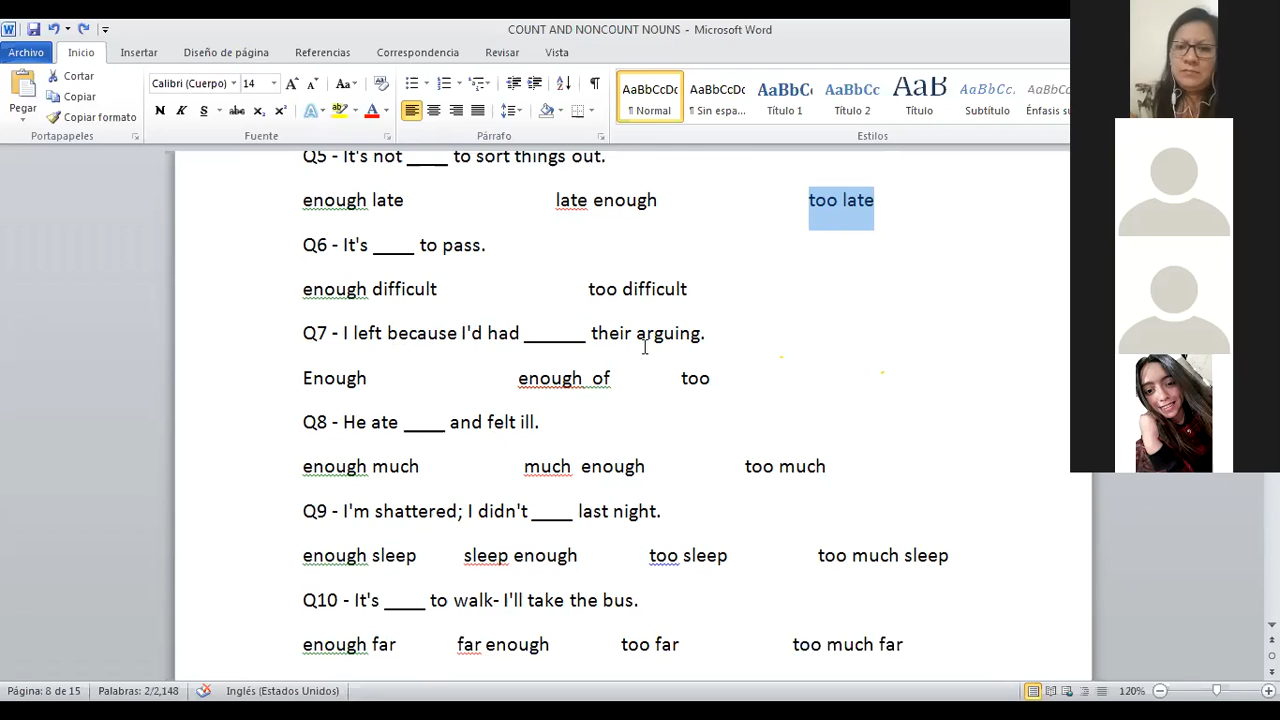 COUNT AND NONCOUNT NOUNS - Microsoft Word
Archivo Inicio Insertar Diseño de página Referencias Correspondencia Revisar Vista
Pegar
Cortar
Copiar
Copiar formato
Portapapeles
Calibri (Cuerpo) 14
Fuente
Párrafo
AaBbCcDc AaBbCcDc AaBbC AaBbCc AaB AaBbCc. AaBbCcDc
¶ Normal ¶ Sin espa... Título 1 Título 2 Título Subtítulo Énfasis su
Estilos
Q5 - It's not ____ to sort things out.
enough late late enough too late
Q6 - It's ____ to pass.
enough difficult too difficult
Q7 - I left because I'd had ______ their arguing.
Enough enough of too
Q8 - He ate ____ and felt ill.
enough much much enough too much
Q9 - I'm shattered; I didn't ____ last night.
enough sleep sleep enough too sleep too much sleep
Q10 - It's ____ to walk- I'll take the bus.
enough far far enough too far too much far
Página: 8 de 15 Palabras: 2/2,148 Inglés (Estados Unidos) 120%